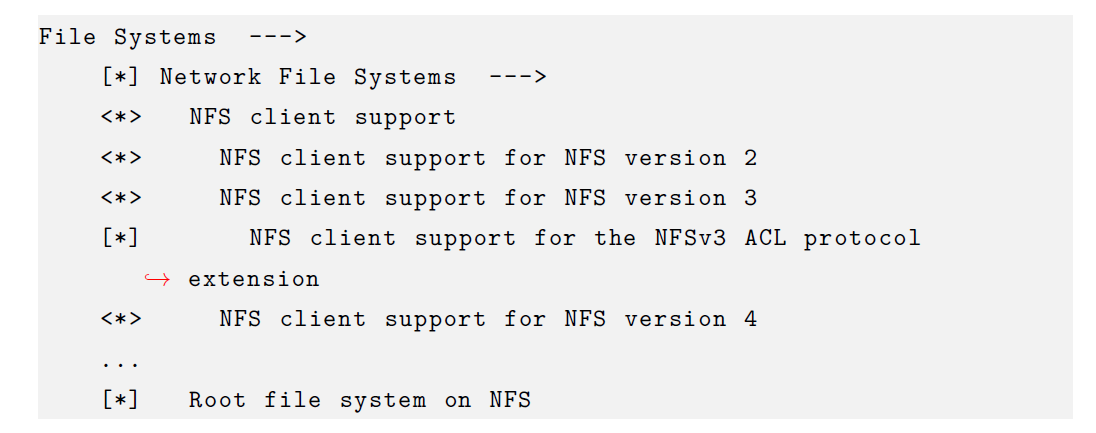 File Systems  --->
    [*] Network File Systems  --->
    <*>   NFS client support
    <*>     NFS client support for NFS version 2
    <*>     NFS client support for NFS version 3
    [*]       NFS client support for the NFSv3 ACL protocol
       ↪ extension
    <*>     NFS client support for NFS version 4
    ...
    [*]   Root file system on NFS